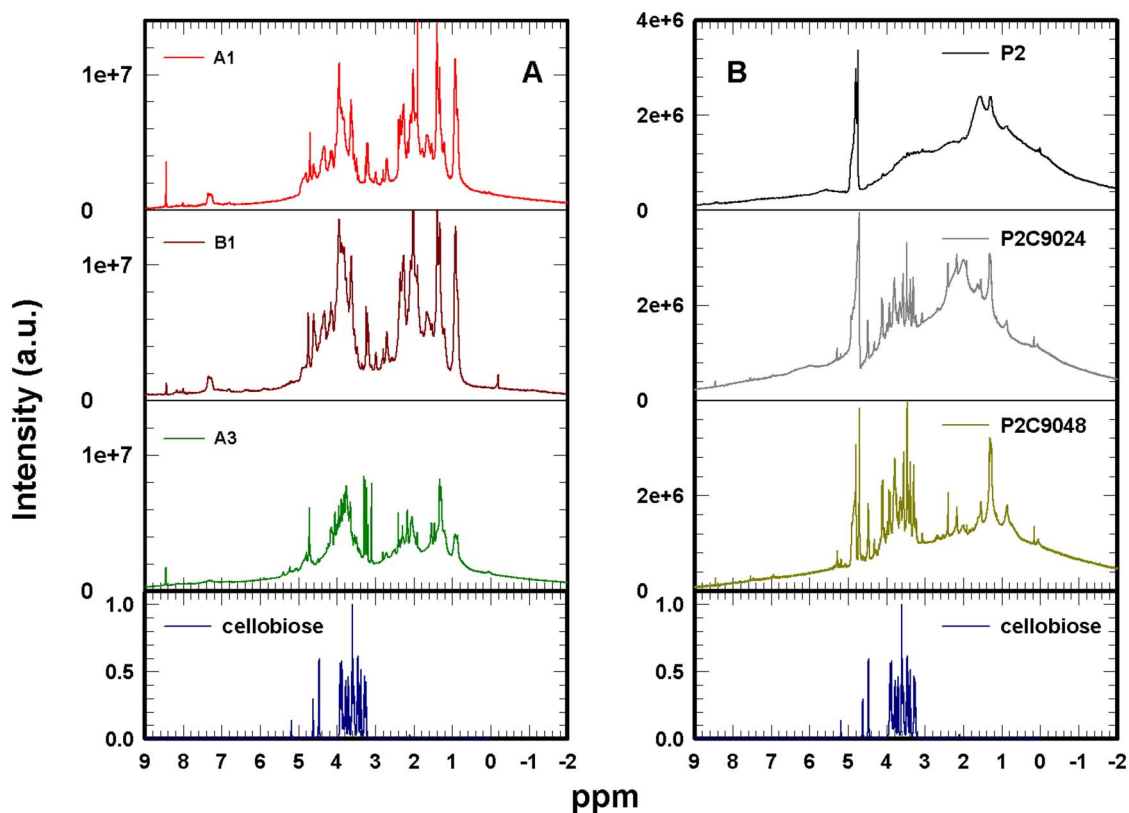 A
A1
1e+7
0
B1
1e+7
0
A3
1e+7
0
cellobiose
1.0
0.5
0.0
9 8 7 6 5 4 3 2 1 0 -1 -2
B
4e+6
P2
2e+6
0
P2C9024
2e+6
0
P2C9048
2e+6
0
cellobiose
1.0
0.5
0.0
9 8 7 6 5 4 3 2 1 0 -1 -2
Intensity (a.u.)
ppm